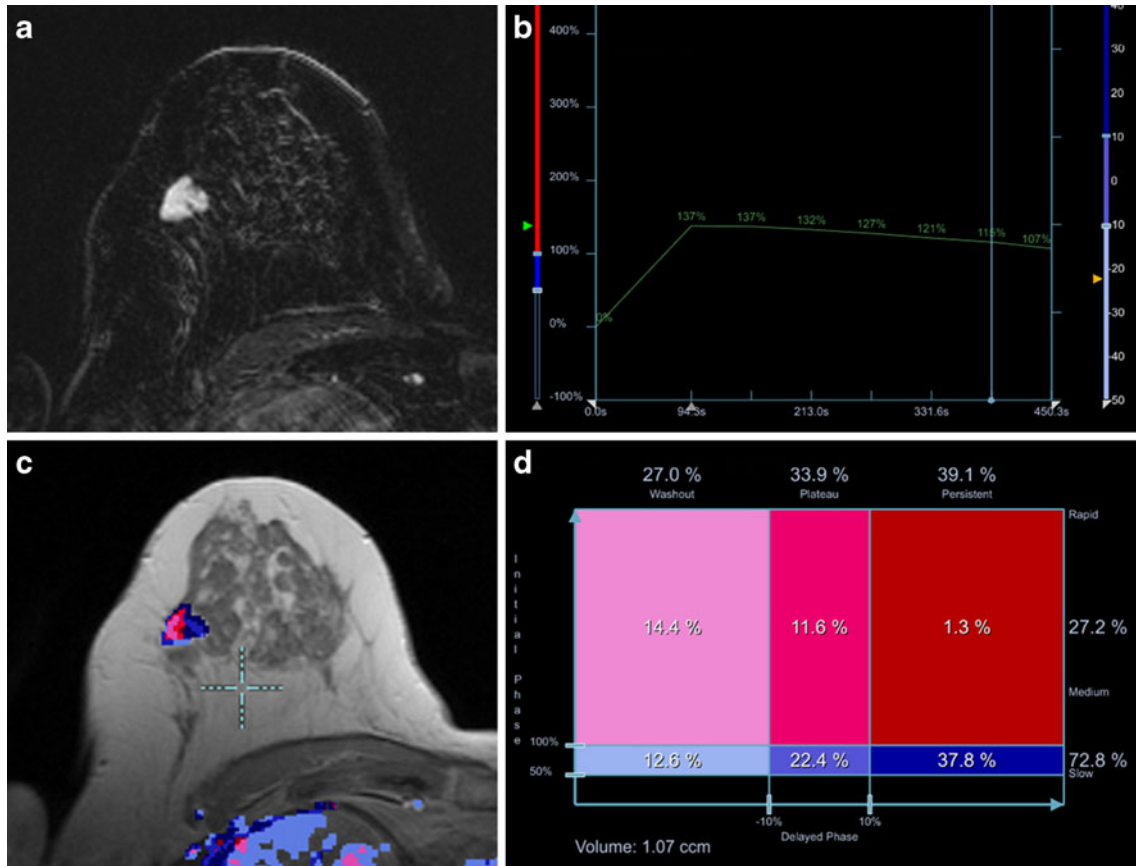 a
b
400%
300%
200%
100%
0%
-100%
0%
137%
137%
132%
127%
121%
115%
107%
0.0s
94.3s
213.0s
331.6s
450.3s
40
30
20
10
0
-10
-20
-30
-40
-50
c
d
27.0 %
33.9 %
39.1 %
Washout
Plateau
Persistent
Initial Phase
Rapid
14.4 %
11.6 %
1.3 %
27.2 %
Medium
100%
50%
12.6 %
22.4 %
37.8 %
72.8 %
Slow
-10%
10%
Delayed Phase
Volume: 1.07 ccm